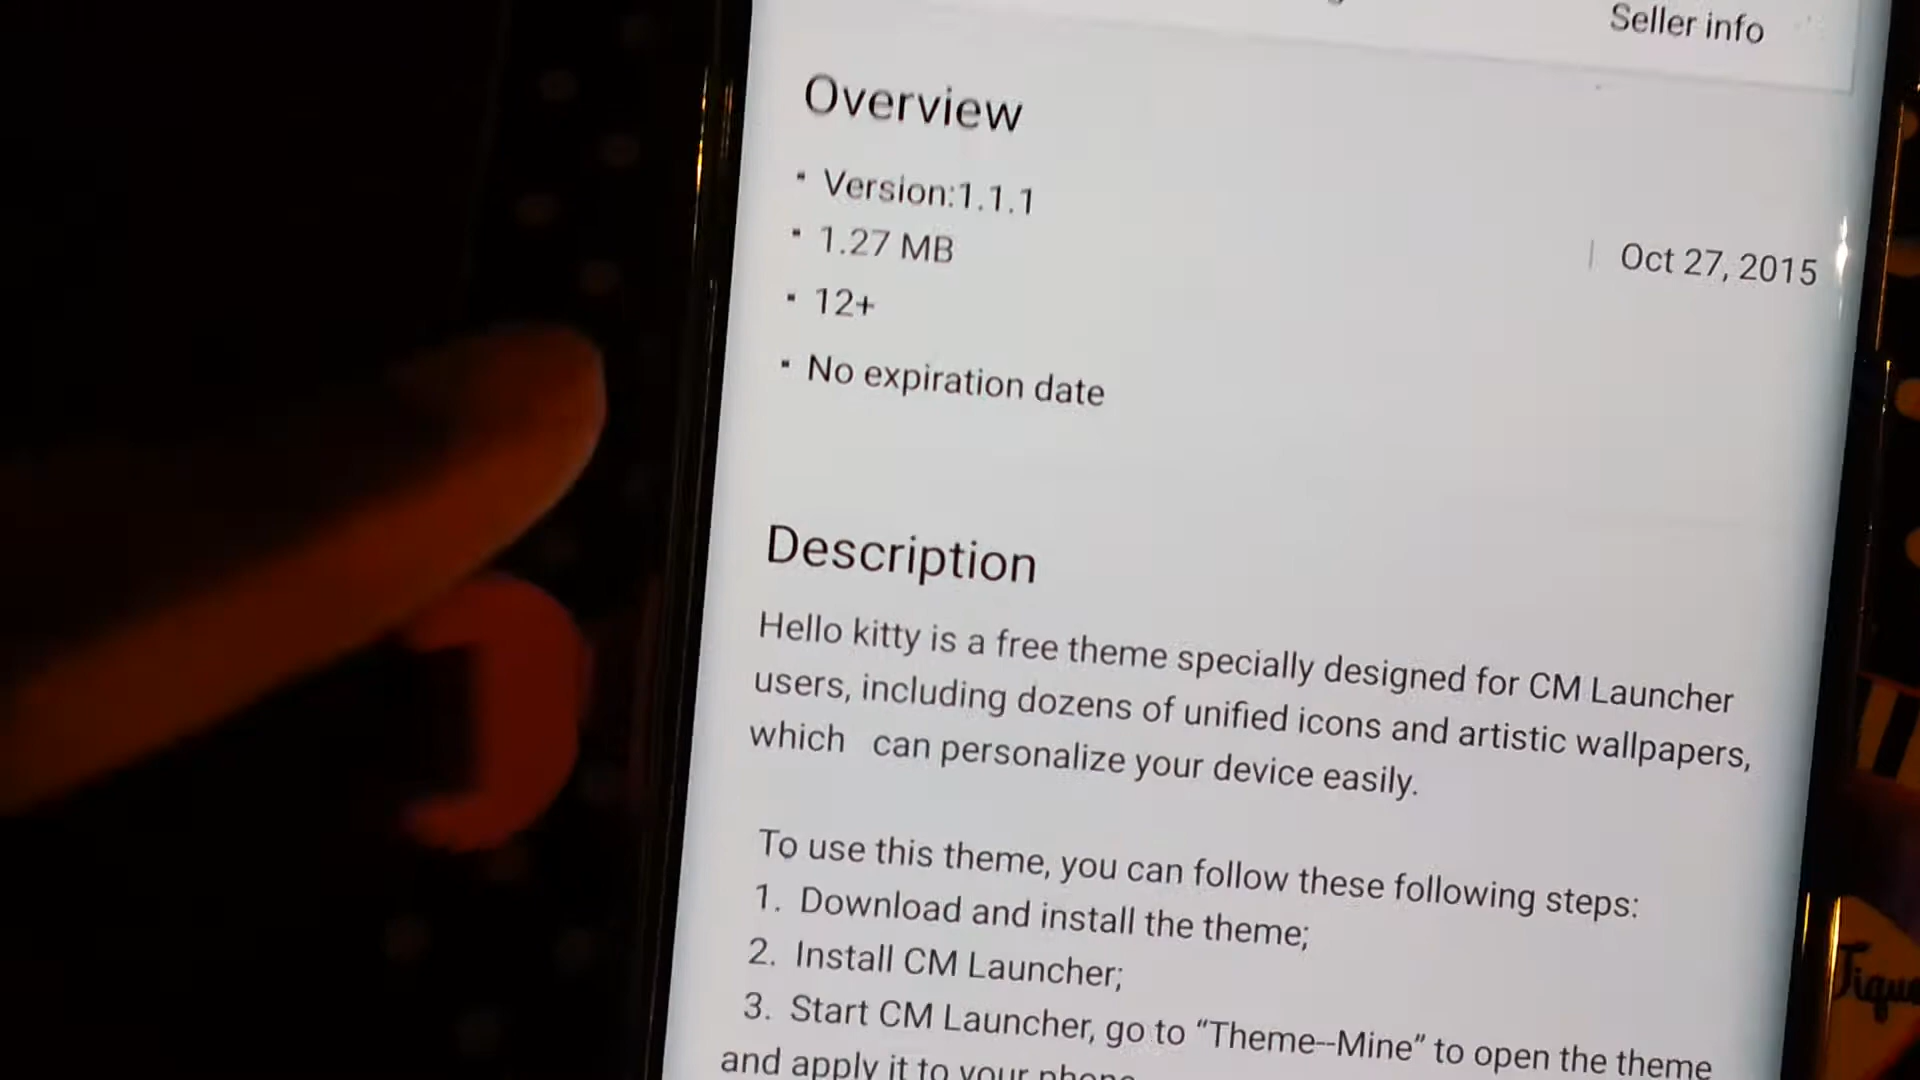 Seller info
Overview
▪ Version:1.1.1
▪ 1.27 MB | Oct 27, 2015
▪ 12+
▪ No expiration date
Description
Hello kitty is a free theme specially designed for CM Launcher
users, including dozens of unified icons and artistic wallpapers,
which can personalize your device easily.
To use this theme, you can follow these following steps:
1. Download and install the theme;
2. Install CM Launcher;
3. Start CM Launcher, go to “Theme--Mine” to open the theme
and apply it to your phone